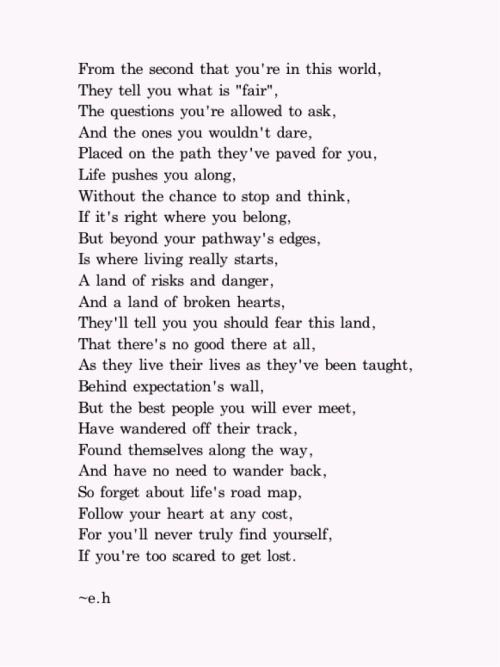 From the second that you're in this world,
They tell you what is "fair",
The questions you're allowed to ask,
And the ones you wouldn't dare,
Placed on the path they've paved for you,
Life pushes you along,
Without the chance to stop and think,
If it's right where you belong,
But beyond your pathway's edges,
Is where living really starts,
A land of risks and danger,
And a land of broken hearts,
They'll tell you you should fear this land,
That there's no good there at all,
As they live their lives as they've been taught,
Behind expectation's wall,
But the best people you will ever meet,
Have wandered off their track,
Found themselves along the way,
And have no need to wander back,
So forget about life's road map,
Follow your heart at any cost,
For you'll never truly find yourself,
If you're too scared to get lost.
~e.h